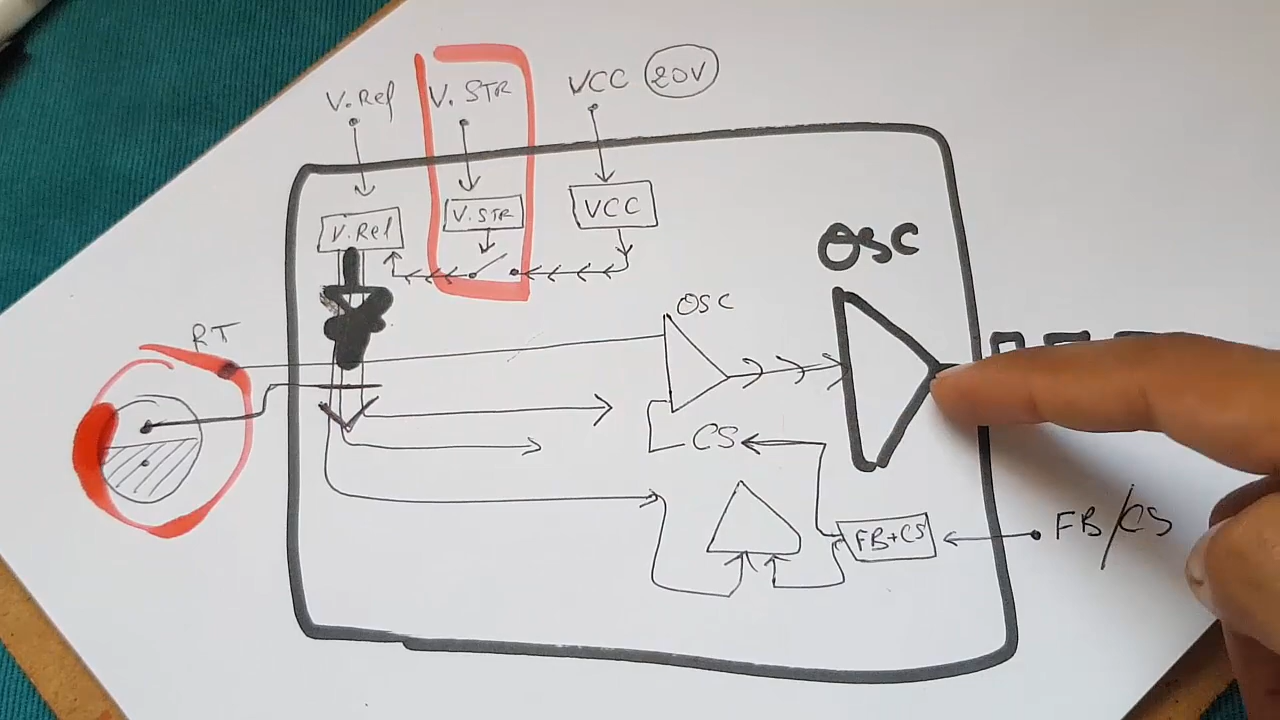 V.Ref
V. STR
VCC 20V
V.Ref
V.STR
VCC
OSC
OSC
RT
CS
FB+CS
FB/CS